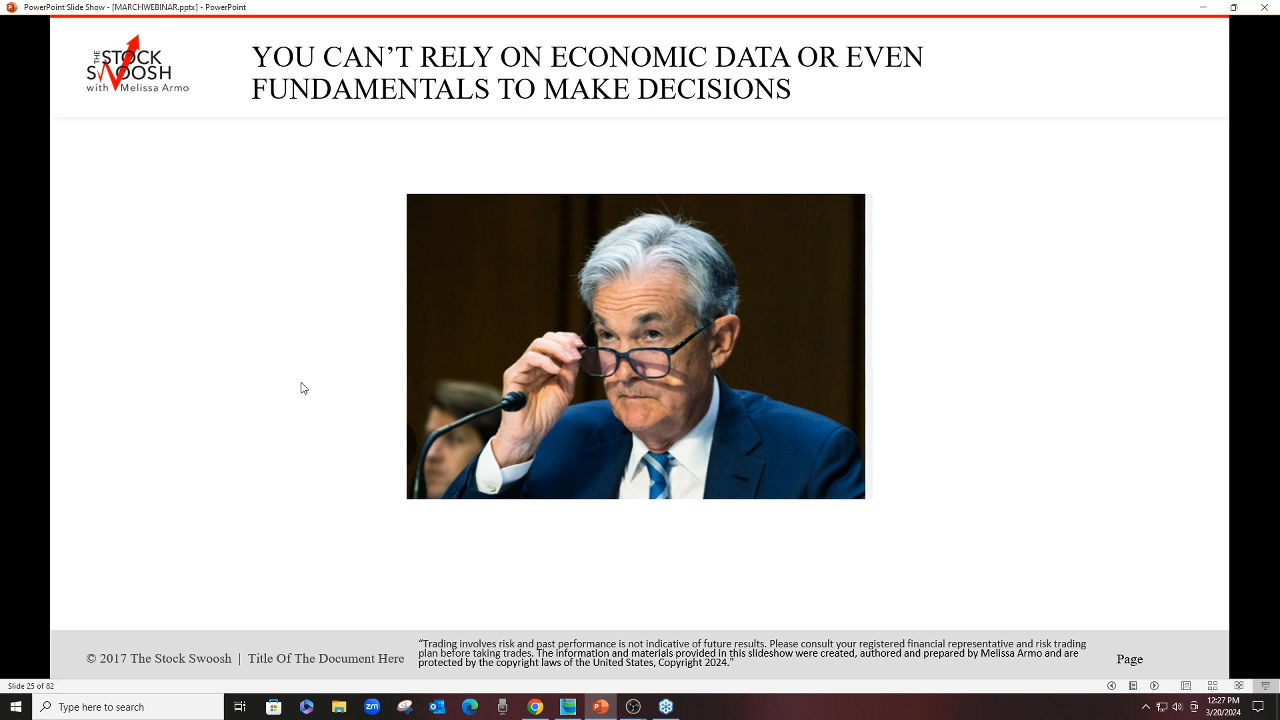 PowerPoint Slide Show - [MARCHWEBINAR.pptx] - PowerPoint
THE
STOCK
SWOOSH
with Melissa Armo
YOU CAN'T RELY ON ECONOMIC DATA OR EVEN
FUNDAMENTALS TO MAKE DECISIONS
© 2017 The Stock Swoosh | Title Of The Document Here
"Trading involves risk and past performance is not indicative of future results. Please consult your registered financial representative and risk trading
plan before taking trades. The information and materials provided in this slideshow were created, authored and prepared by Melissa Armo and are
protected by the copyright laws of the United States, Copyright 2024."
Page
Slide 25 of 82
Type here to search
zm
12:27 PM
3/20/2024